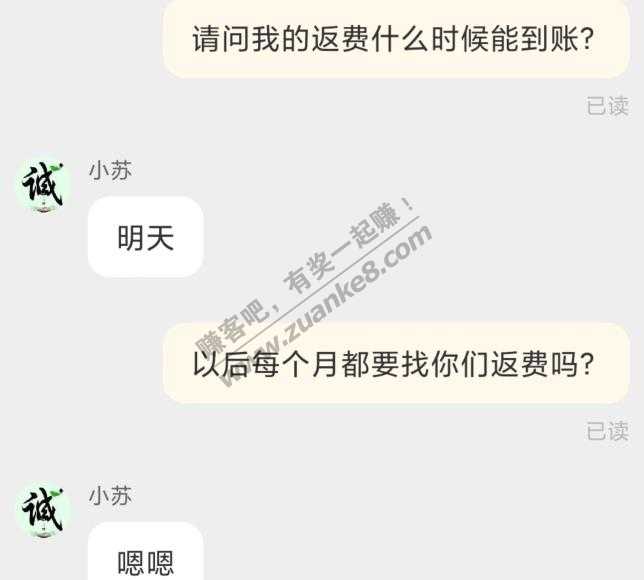 请问我的返费什么时候能到账?
已读
诚
小苏
明天
赚客吧，有奖一起赚！
www.zuanke8.com
以后每个月都要找你们返费吗?
已读
诚
小苏
嗯嗯